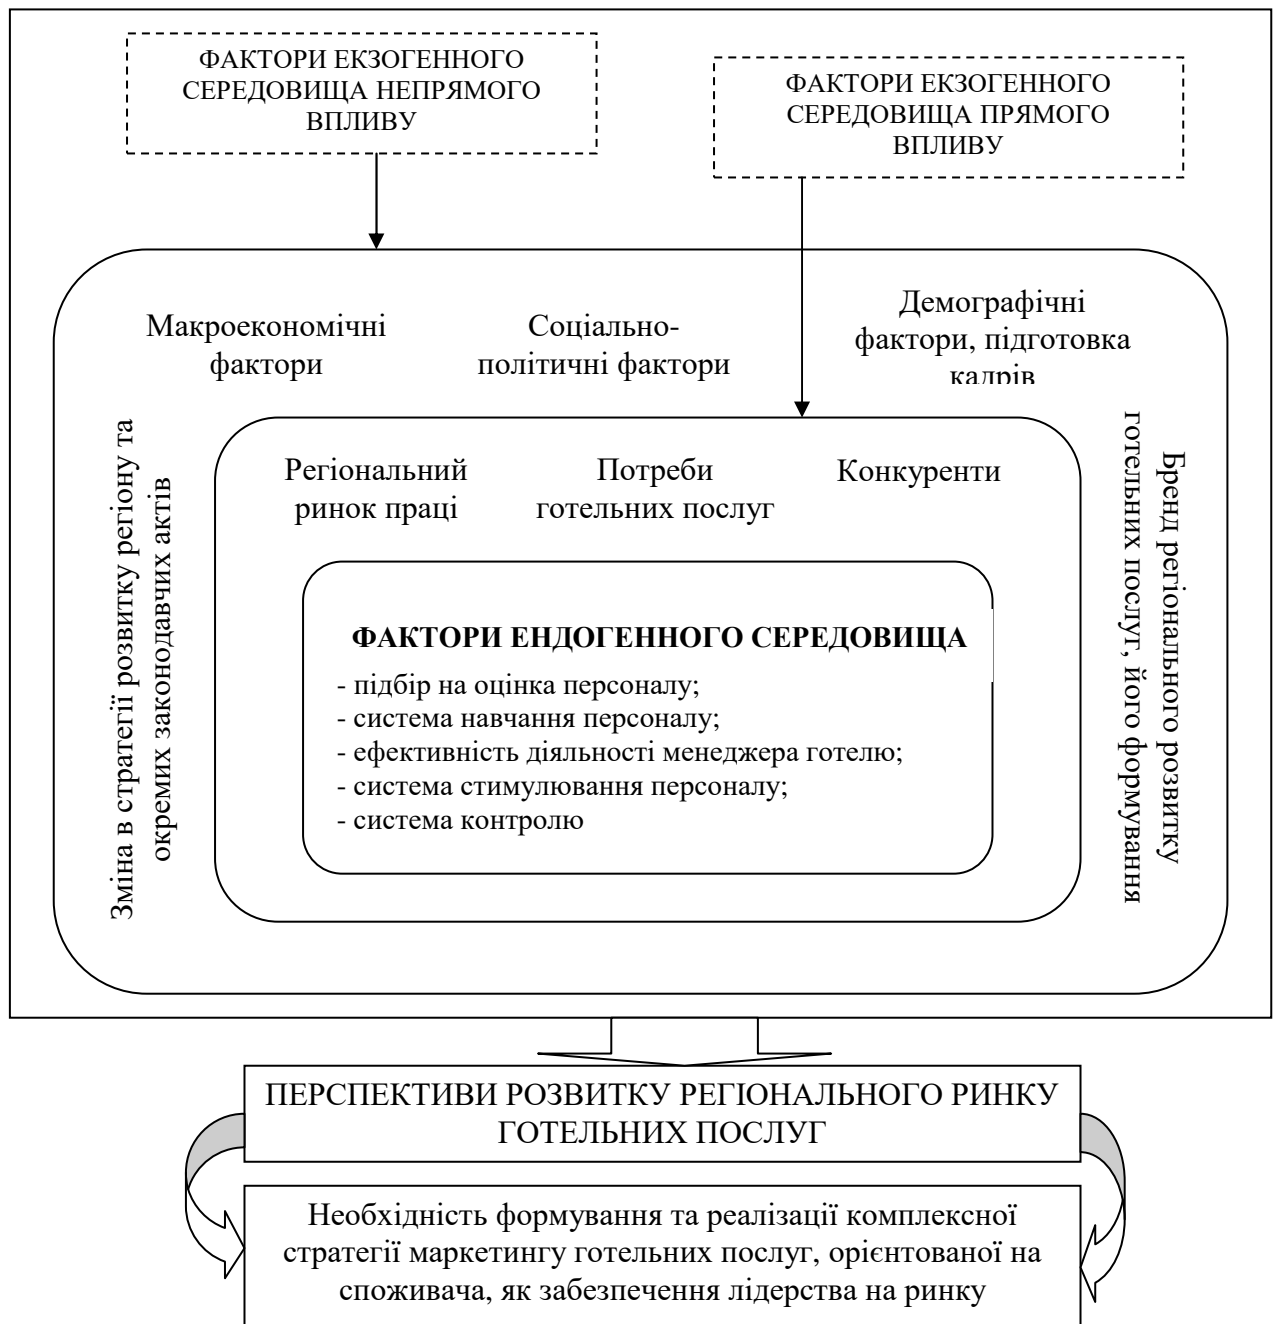 ФАКТОРИ ЕКЗОГЕННОГО
СЕРЕДОВИЩА НЕПРЯМОГО
ВПЛИВУ
ФАКТОРИ ЕКЗОГЕННОГО
СЕРЕДОВИЩА ПРЯМОГО
ВПЛИВУ
Макроекономічні
фактори
Соціально-
політичні фактори
Демографічні
фактори, підготовка
кадрів
Зміна в стратегії розвитку регіону та
окремих законодавчих актів
Регіональний
ринок праці
Потреби
готельних послуг
Конкуренти
Бренд регіонального розвитку
готельних послуг, його формування
ФАКТОРИ ЕНДОГЕННОГО СЕРЕДОВИЩА
- підбір на оцінка персоналу;
- система навчання персоналу;
- ефективність діяльності менеджера готелю;
- система стимулювання персоналу;
- система контролю
ПЕРСПЕКТИВИ РОЗВИТКУ РЕГІОНАЛЬНОГО РИНКУ
ГОТЕЛЬНИХ ПОСЛУГ
Необхідність формування та реалізації комплексної
стратегії маркетингу готельних послуг, орієнтованої на
споживача, як забезпечення лідерства на ринку